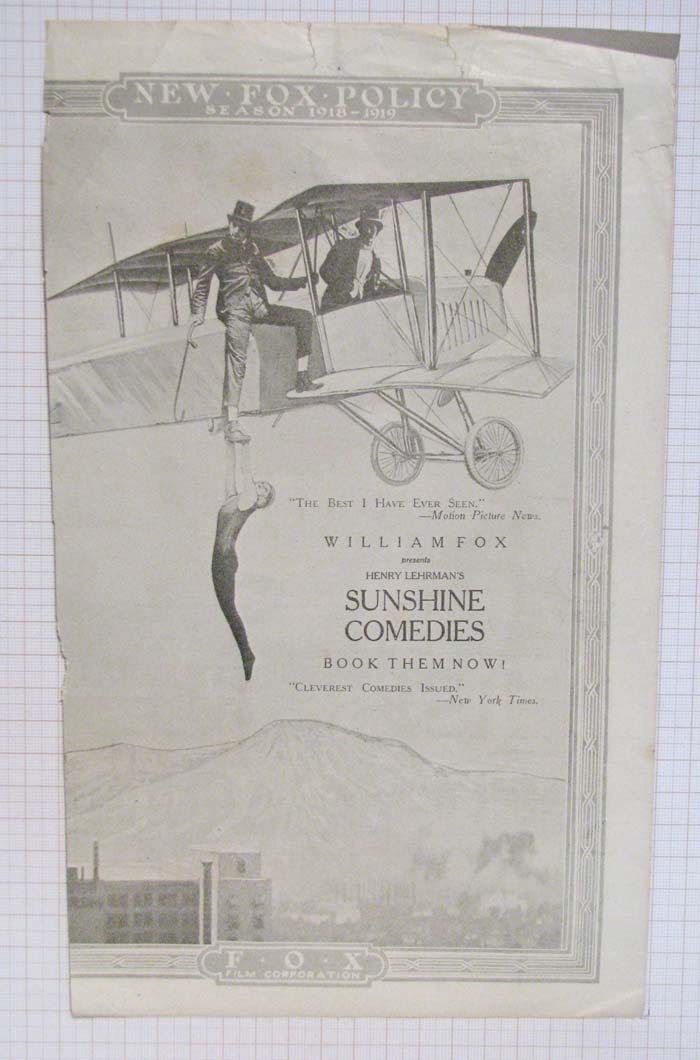 NEW · FOX · POLICY
SEASON 1918-1919
"THE BEST I HAVE EVER SEEN."
—Motion Picture News.
WILLIAM FOX
presents
HENRY LEHRMAN'S
SUNSHINE
COMEDIES
BOOK THEM NOW!
"CLEVEREST COMEDIES ISSUED."
—New York Times.
F · O · X
FILM CORPORATION